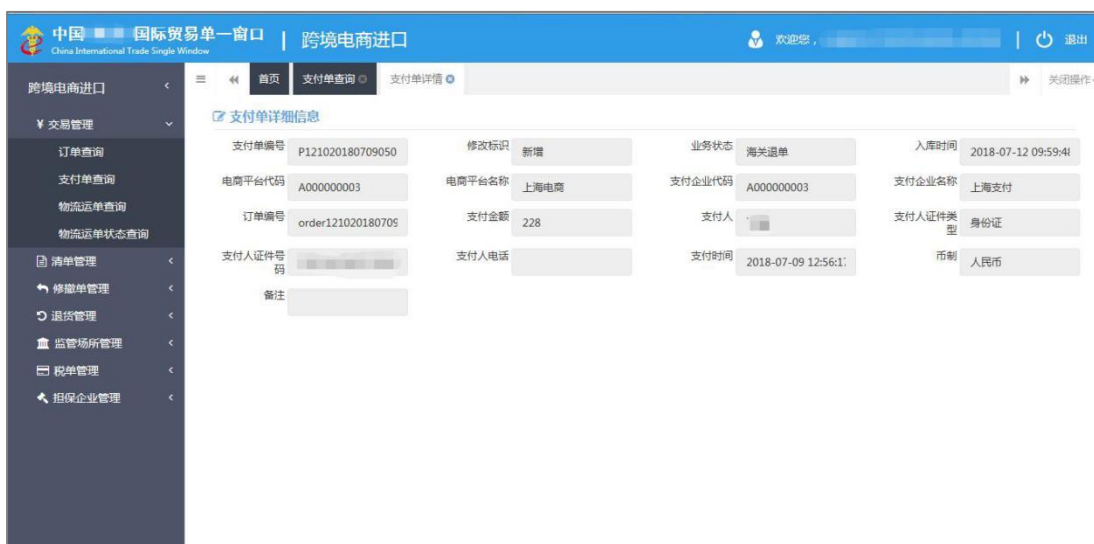 中国 国际贸易单一窗口 | 跨境电商进口
China International Trade Single Window
欢迎您，
退出
跨境电商进口
首页 支付单查询 支付单详情 关闭操作
¥ 交易管理
订单查询
支付单查询
物流运单查询
物流运单状态查询
清单管理
修撤单管理
退货管理
监管场所管理
税单管理
担保企业管理
支付单详细信息
支付单编号 P121020180709050 修改标识 新增 业务状态 海关退单 入库时间 2018-07-12 09:59:4
电商平台代码 A000000003 电商平台名称 上海电商 支付企业代码 A000000003 支付企业名称 上海支付
订单编号 order121020180709 支付金额 228 支付人 支付人证件类型 身份证
支付人证件号码 支付人电话 支付时间 2018-07-09 12:56:1 币制 人民币
备注